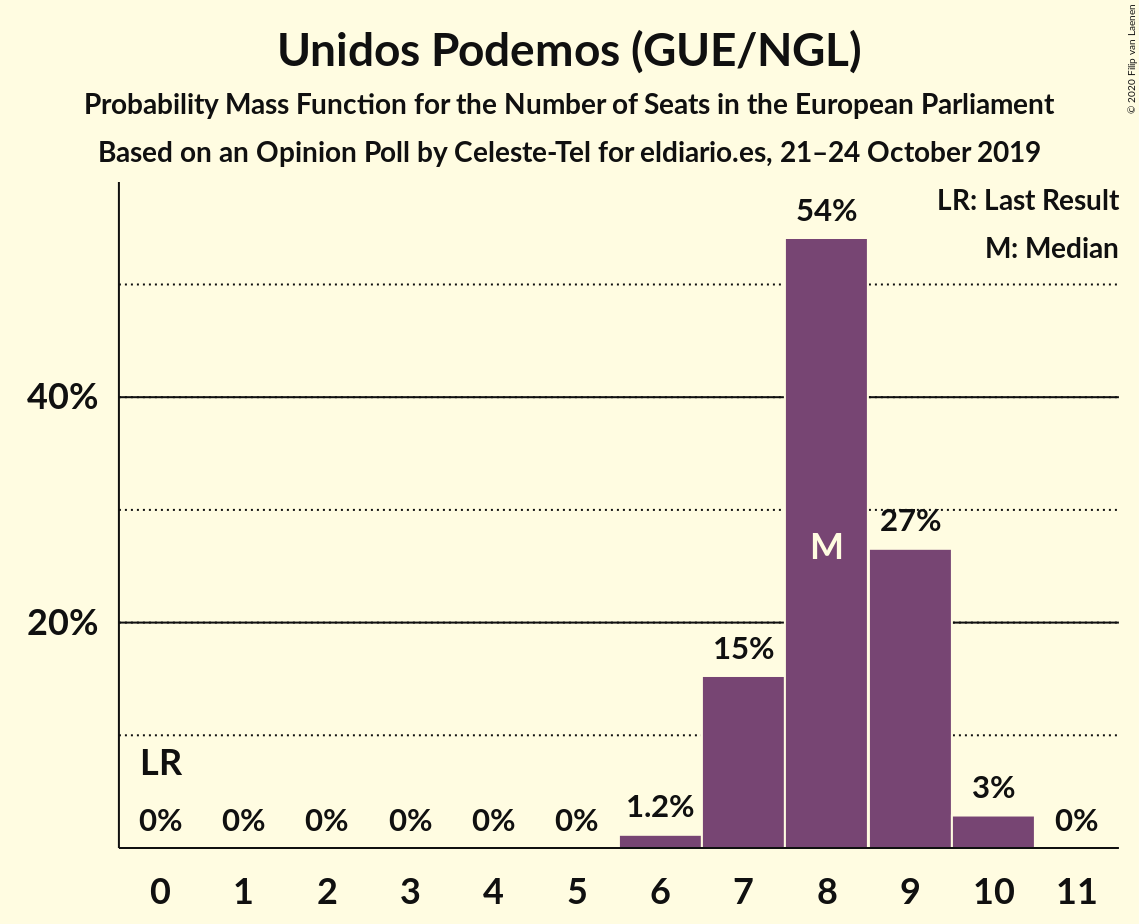 Unidos Podemos (GUE/NGL)
Probability Mass Function for the Number of Seats in the European Parliament
Based on an Opinion Poll by Celeste-Tel for eldiario.es, 21–24 October 2019
© 2020 Filip van Laenen
LR: Last Result
M: Median
54%
40%
27%
M
20%
15%
LR
0% 0% 0% 0% 0% 0% 1.2% 3% 0%
0 1 2 3 4 5 6 7 8 9 10 11